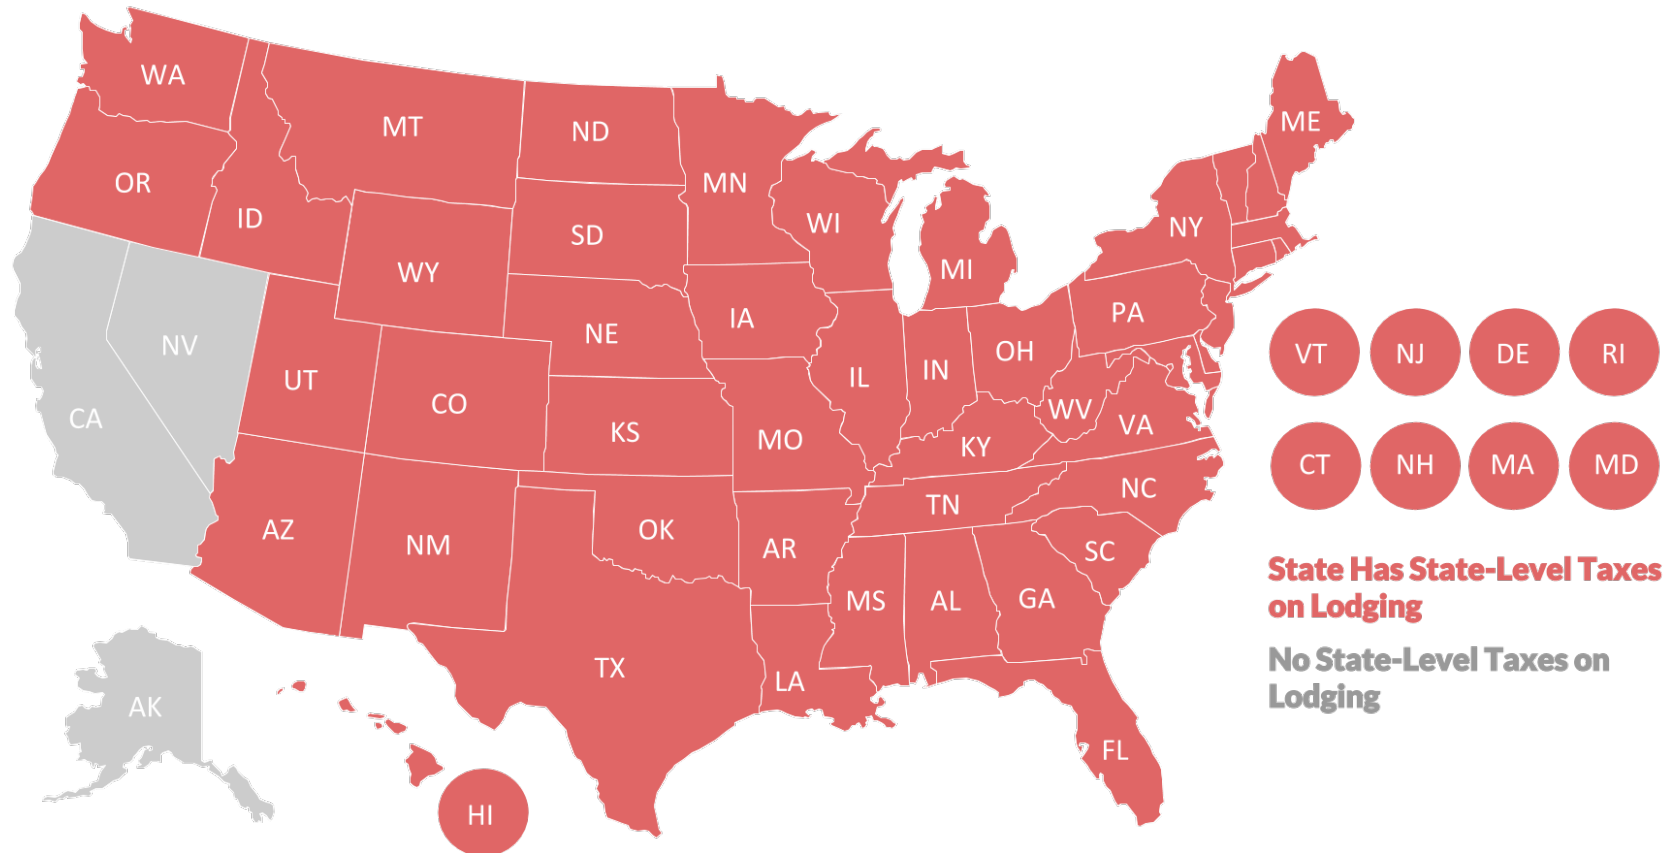 WA
MT
ND
MN
ME
OR
ID
SD
WI
NY
WY
MI
NV
NE
IA
PA
UT
CO
IL
IN
OH
VT
NJ
DE
RI
CA
KS
MO
WV
VA
KY
CT
NH
MA
MD
AZ
NM
OK
AR
TN
NC
SC
State Has State-Level Taxes
on Lodging
MS
AL
GA
TX
LA
No State-Level Taxes on
Lodging
AK
FL
HI